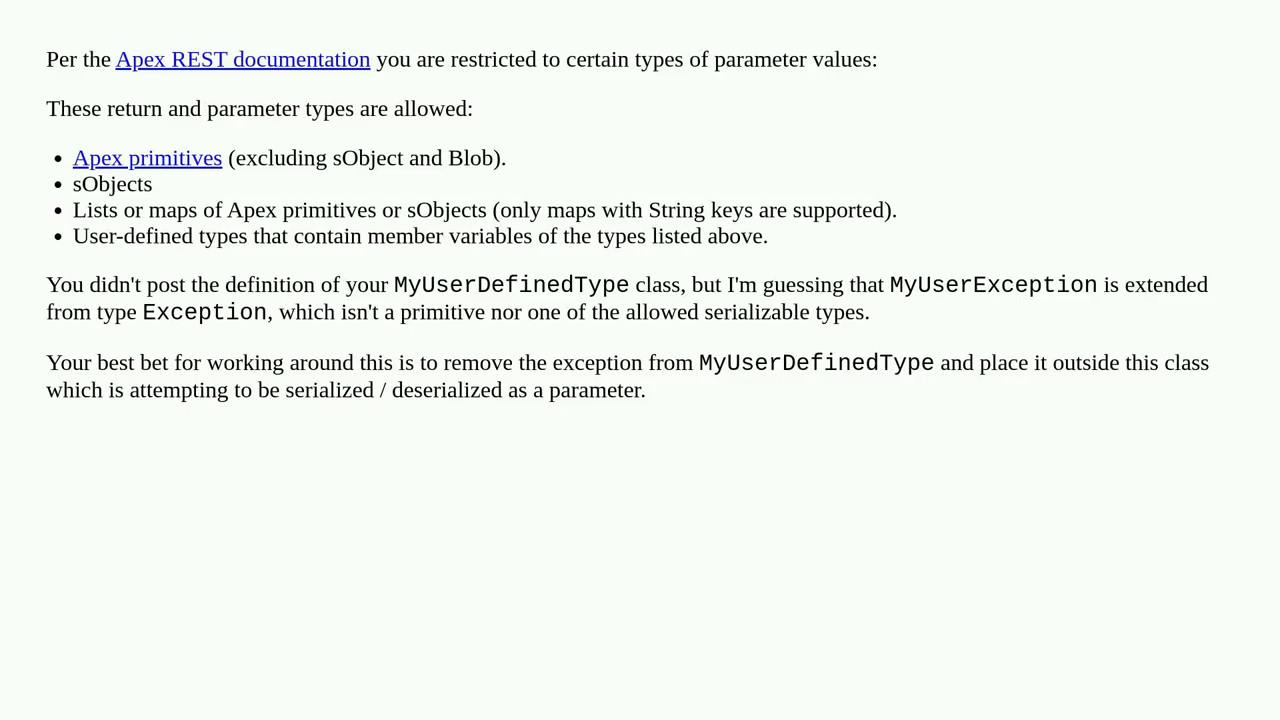 Per the Apex REST documentation you are restricted to certain types of parameter values:
These return and parameter types are allowed:
• Apex primitives (excluding sObject and Blob).
• sObjects
• Lists or maps of Apex primitives or sObjects (only maps with String keys are supported).
• User-defined types that contain member variables of the types listed above.
You didn't post the definition of your MyUserDefinedType class, but I'm guessing that MyUserException is extended
from type Exception, which isn't a primitive nor one of the allowed serializable types.
Your best bet for working around this is to remove the exception from MyUserDefinedType and place it outside this class
which is attempting to be serialized / deserialized as a parameter.